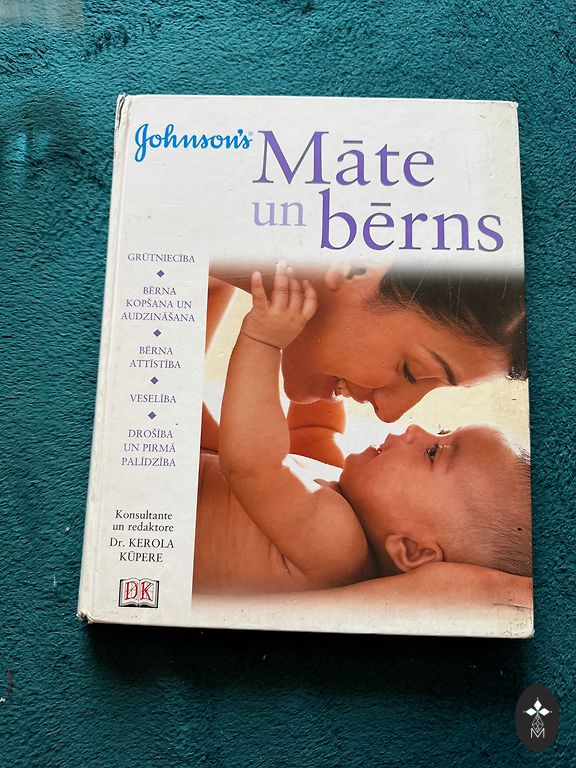 Johnson's®
Māte
un bērns
GRŪTNIECĪBA
BĒRNA
KOPŠANA UN
AUDZINĀŠANA
BĒRNA
ATTĪSTĪBA
VESELĪBA
DROŠĪBA
UN PIRMĀ
PALĪDZĪBA
Konsultante
un redaktore
Dr. KEROLA
KŪPERE
DK
M